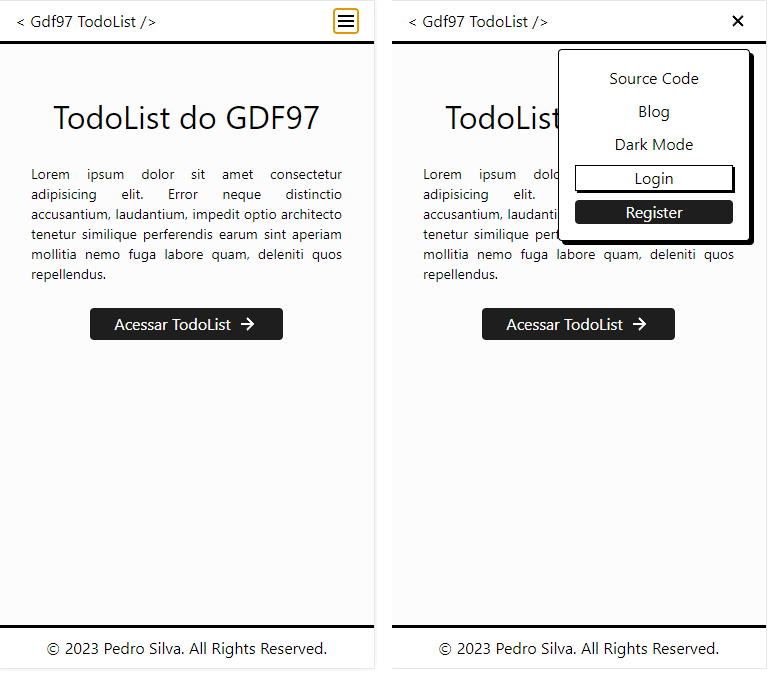 < Gdf97 TodoList />
TodoList do GDF97
Lorem ipsum dolor sit amet consectetur
adipisicing elit. Error neque distinctio
accusantium, laudantium, impedit optio architecto
tenetur similique perferendis earum sint aperiam
mollitia nemo fuga labore quam, deleniti quos
repellendus.
Acessar TodoList
© 2023 Pedro Silva. All Rights Reserved.
< Gdf97 TodoList />
Source Code
Blog
Dark Mode
Login
Register
TodoList
Lorem ipsum
adipisicing elit.
accusantium, laudanti
tenetur similique perf
mollitia nemo fuga labore quam, deleniti quos
repellendus.
Acessar TodoList
© 2023 Pedro Silva. All Rights Reserved.